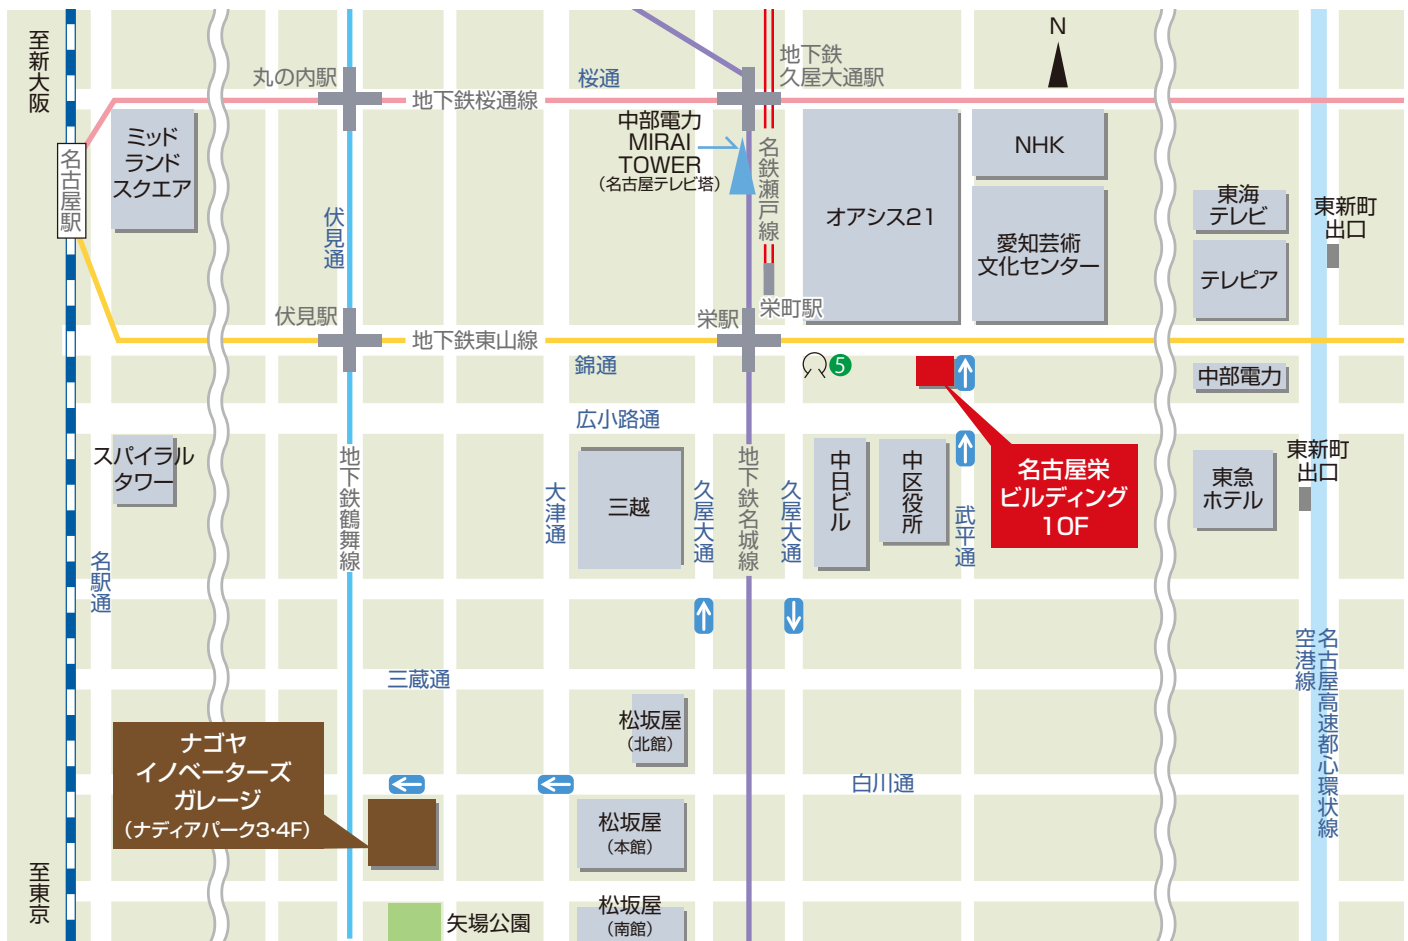 至新大阪
丸の内駅
桜通
地下鉄
久屋大通駅
N
地下鉄桜通線
ミッド
ランド
スクエア
名古屋駅
中部電力
MIRAI
TOWER
(名古屋テレビ塔)
名鉄瀬戸線
オアシス21
NHK
愛知芸術
文化センター
東海
テレビ
テレピア
東新町
出口
伏見通
伏見駅
地下鉄東山線
栄駅
栄町駅
錦通
5
中部電力
広小路通
スパイラル
タワー
地下鉄鶴舞線
大津通
三越
久屋大通
地下鉄名城線
久屋大通
中日ビル
中区役所
武平通
名古屋栄
ビルディング
10F
東急
ホテル
東新町
出口
名駅通
三蔵通
名古屋高速都心環状線
空港線
松坂屋
(北館)
ナゴヤ
イノベーターズ
ガレージ
(ナディアパーク3・4F)
白川通
松坂屋
(本館)
至東京
矢場公園
松坂屋
(南館)